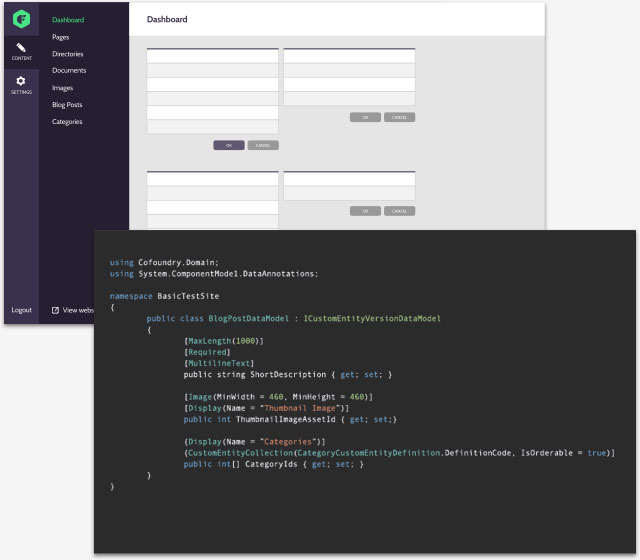 Dashboard
Pages
Directories
Documents
Images
Blog Posts
Categories
CONTENT
SETTINGS
Logout
View webs
Dashboard
OK
CANCEL
OK
CANCEL
OK
CANCEL
using Cofoundry.Domain;
using System.ComponentModel.DataAnnotations;
namespace BasicTestSite
{
public class BlogPostDataModel : ICustomEntityVersionDataModel
{
[MaxLength(1000)]
[Required]
[MultilineText]
public string ShortDescription { get; set; }
[Image(MinWidth = 460, MinHeight = 460)]
[Display(Name = "Thumbnail Image")]
public int ThumbnailImageAssetId { get; set;}
{Display(Name = "Categories")]
{CustomEntityCollection(CategoryCustomEntityDefinition.DefinitionCode, IsOrderable = true)]
public int[] CategoryIds { get; set; }
}
}